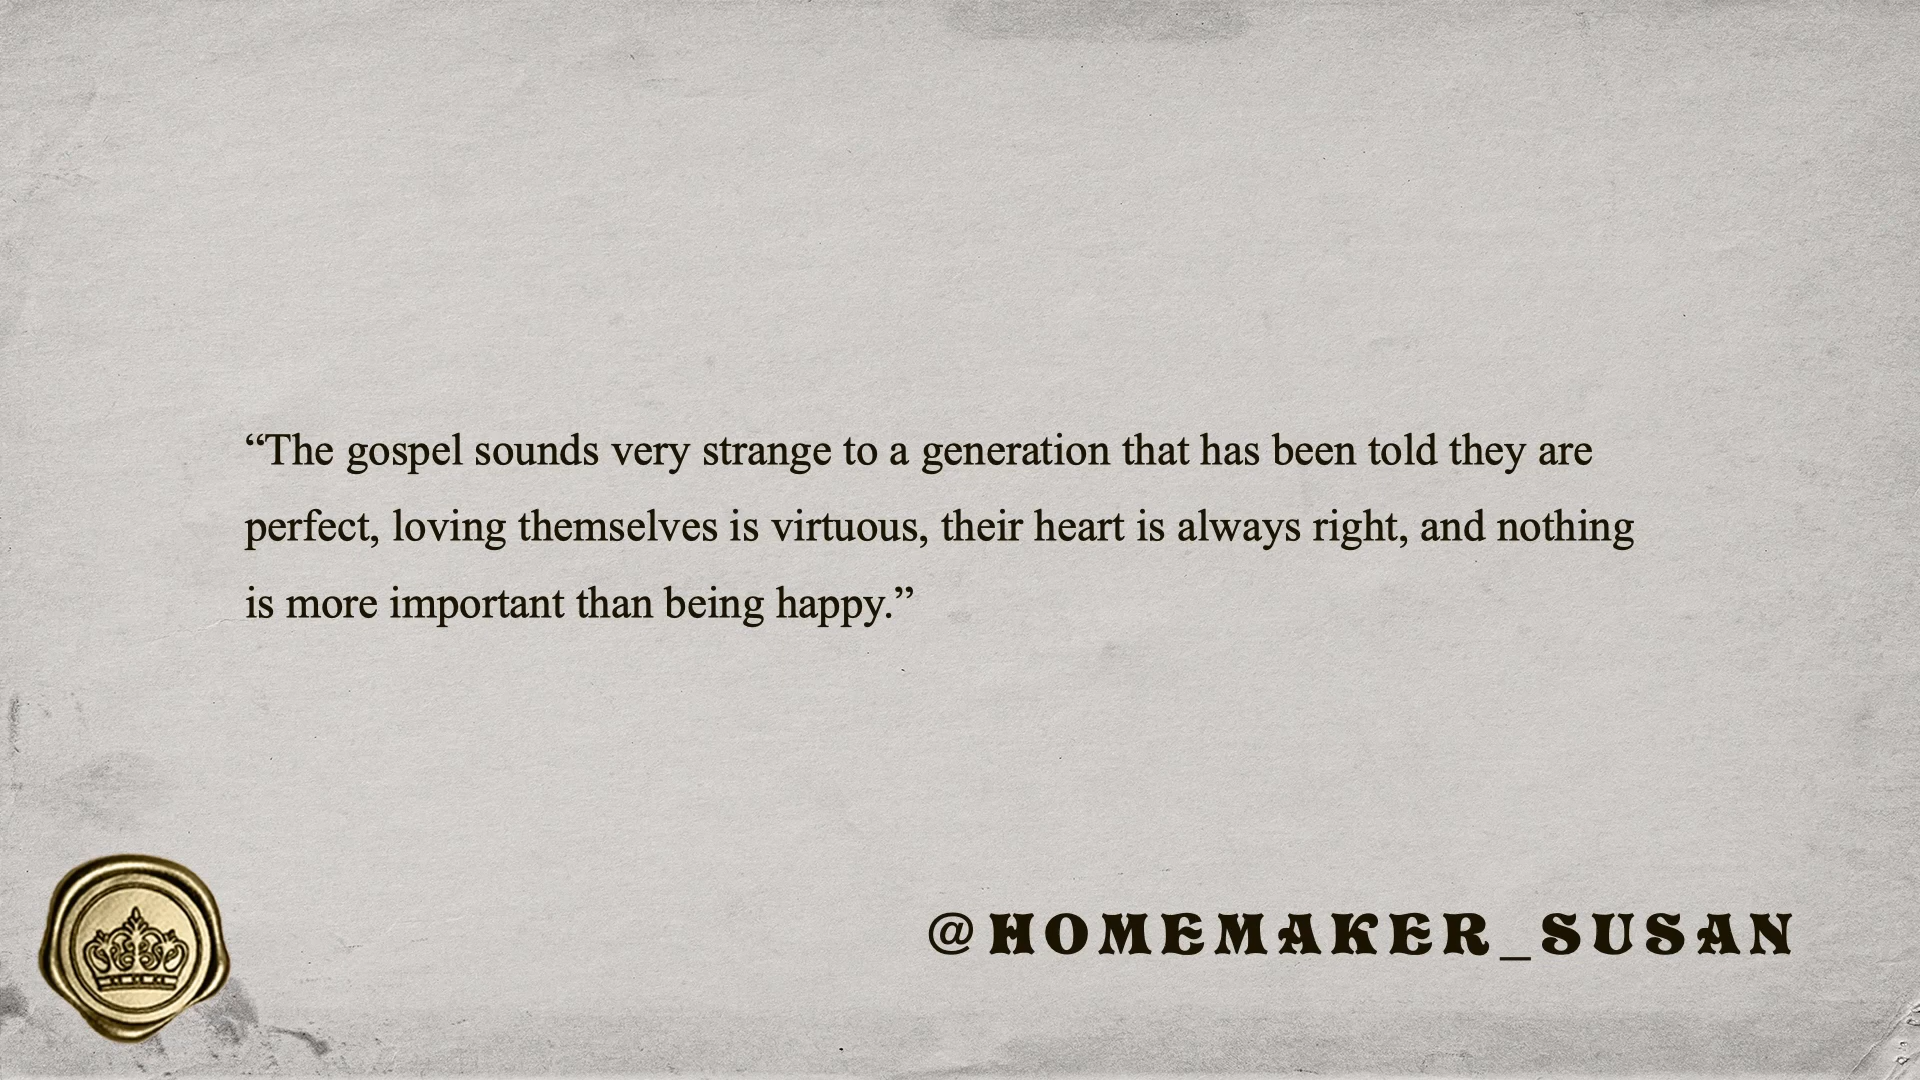 “The gospel sounds very strange to a generation that has been told they are
perfect, loving themselves is virtuous, their heart is always right, and nothing
is more important than being happy.”
@HOMEMAKER_SUSAN